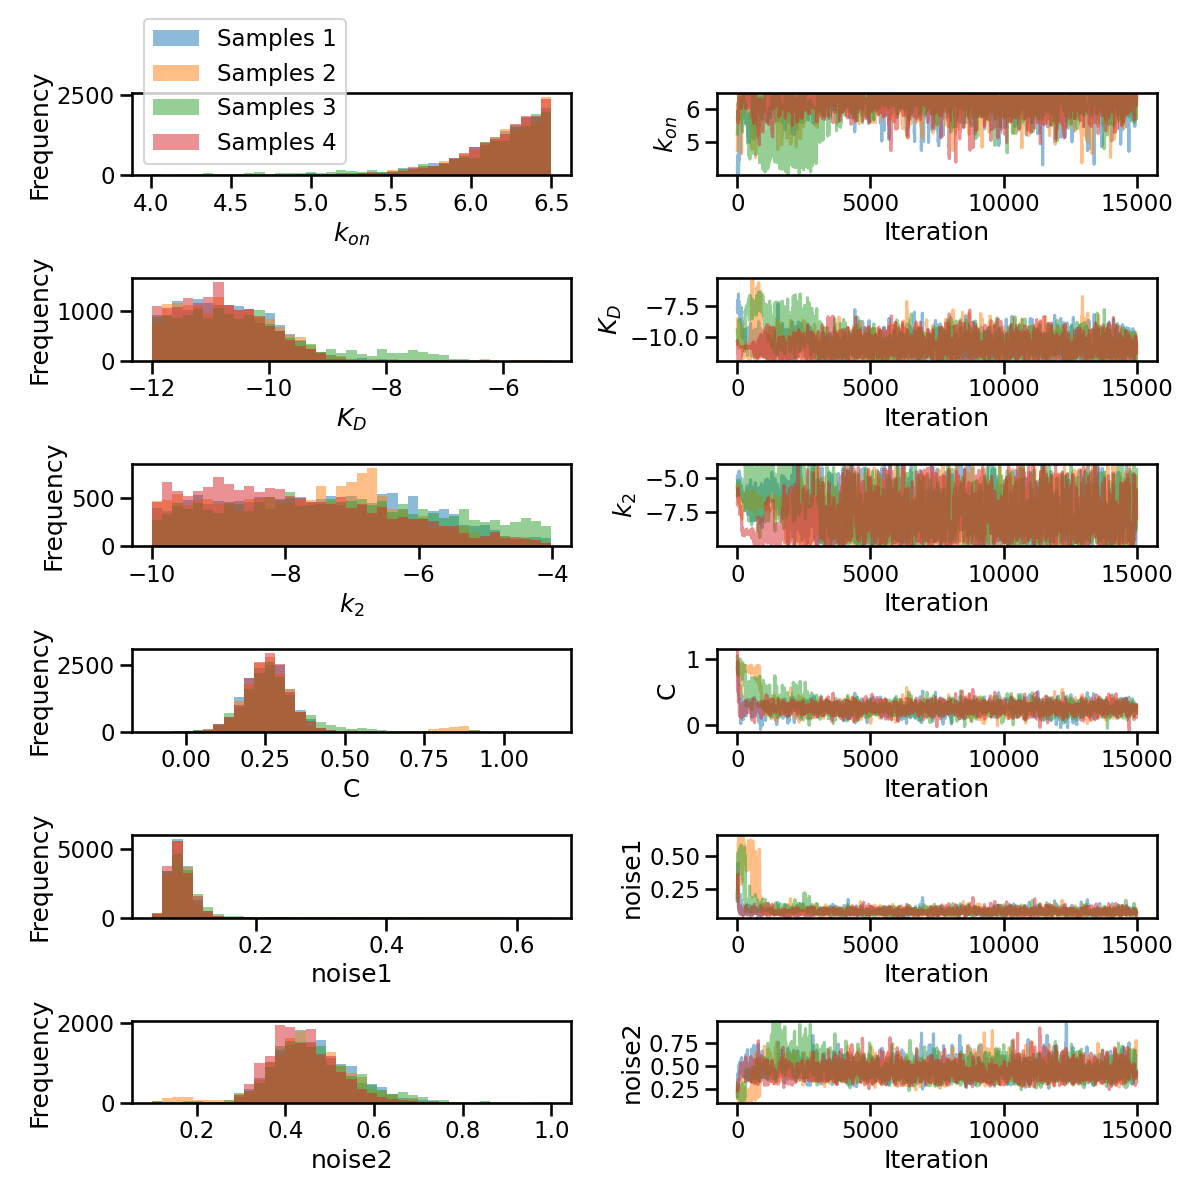 Samples 1
Samples 2
Samples 3
Samples 4
Frequency
2500
0
4.0 4.5 5.0 5.5 6.0 6.5
k_on
k_on
6
5
0 5000 10000 15000
Iteration
Frequency
1000
0
−12 −10 −8 −6
K_D
K_D
−7.5
−10.0
0 5000 10000 15000
Iteration
Frequency
500
0
−10 −8 −6 −4
k_2
k_2
−5.0
−7.5
0 5000 10000 15000
Iteration
Frequency
2500
0
0.00 0.25 0.50 0.75 1.00
C
C
1
0
0 5000 10000 15000
Iteration
Frequency
5000
0
0.2 0.4 0.6
noise1
noise1
0.50
0.25
0 5000 10000 15000
Iteration
Frequency
2000
0
0.2 0.4 0.6 0.8 1.0
noise2
noise2
0.75
0.50
0.25
0 5000 10000 15000
Iteration